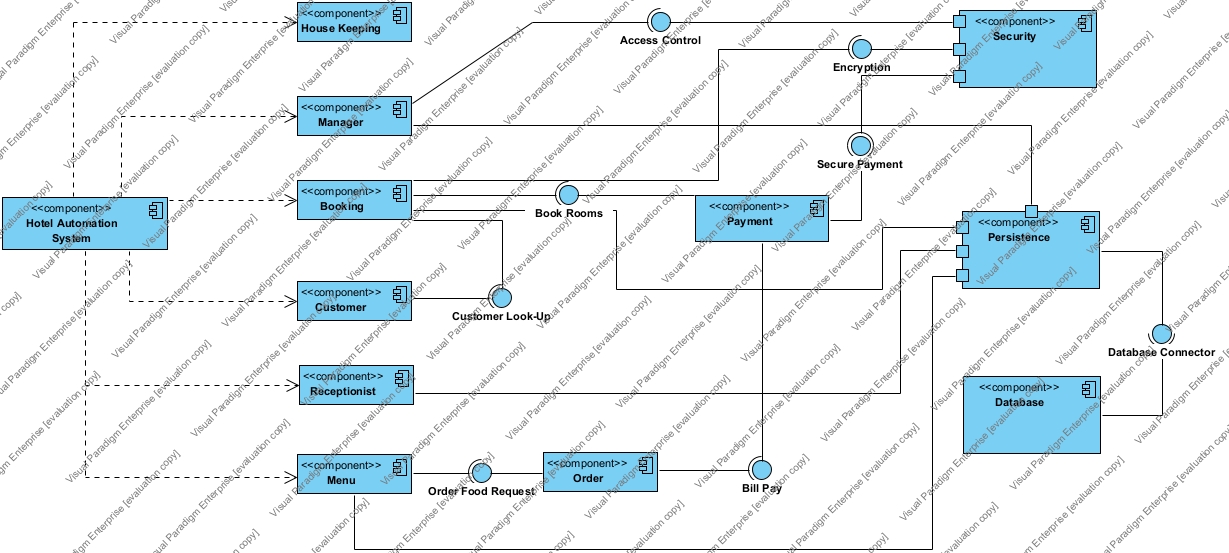 <<component>>
House Keeping
Access Control
<<component>>
Security
Encryption
<<component>>
Manager
Secure Payment
<<component>>
Booking
Book Rooms
<<component>>
Payment
<<component>>
Hotel Automation
System
<<component>>
Persistence
<<component>>
Customer
Customer Look-Up
Database Connector
<<component>>
Receptionist
<<component>>
Database
<<component>>
Menu
Order Food Request
<<component>>
Order
Bill Pay
Visual Paradigm Enterprise [evaluation copy]